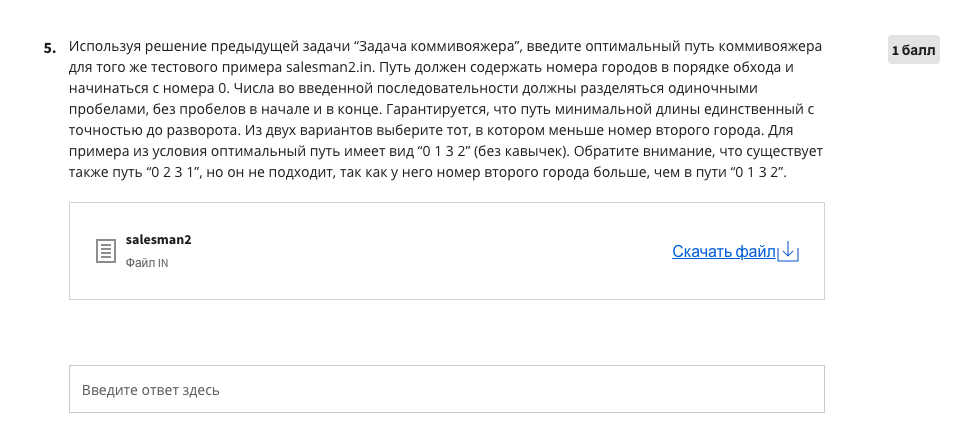 5. Используя решение предыдущей задачи “Задача коммивояжера”, введите оптимальный путь коммивояжера 1 балл
для того же тестового примера salesman2.in. Путь должен содержать номера городов в порядке обхода и
начинаться с номера 0. Числа во введенной последовательности должны разделяться одиночными
пробелами, без пробелов в начале и в конце. Гарантируется, что путь минимальной длины единственный с
точностью до разворота. Из двух вариантов выберите тот, в котором меньше номер второго города. Для
примера из условия оптимальный путь имеет вид “0 1 3 2” (без кавычек). Обратите внимание, что существует
также путь “0 2 3 1”, но он не подходит, так как у него номер второго города больше, чем в пути “0 1 3 2”.
salesman2
Файл IN
Скачать файл
Введите ответ здесь